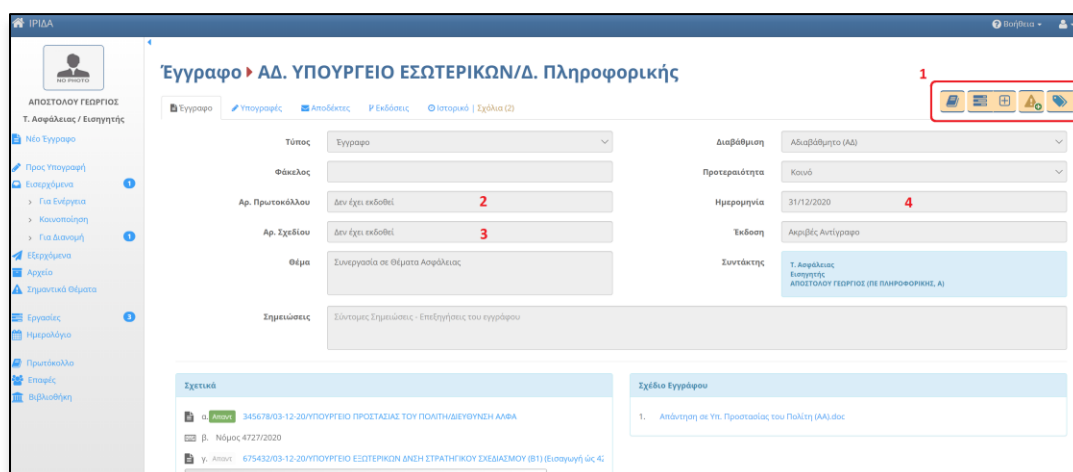 ΙΡΙΔΑ
Βοήθεια
NO PHOTO
ΑΠΟΣΤΟΛΟΥ ΓΕΩΡΓΙΟΣ
Τ. Ασφάλειας / Εισηγητής
Νέο Έγγραφο
Προς Υπογραφή
Εισερχόμενα 1
Για Ενέργεια
Κοινοποίηση
Για Διανομή 1
Εξερχόμενα
Αρχείο
Σημαντικά Θέματα
Εργασίες 3
Ημερολόγιο
Πρωτόκολλο
Επαφές
Βιβλιοθήκη
Έγγραφο ΑΔ. ΥΠΟΥΡΓΕΙΟ ΕΣΩΤΕΡΙΚΩΝ/Δ. Πληροφορικής
1
Έγγραφο Υπογραφές Αποδέκτες Εκδόσεις Ιστορικό | Σχόλια (2)
Τύπος Έγγραφο
Διαβάθμιση Αδιαβάθμητο (ΑΔ)
Φάκελος
Προτεραιότητα Κοινό
Αρ. Πρωτοκόλλου Δεν έχει εκδοθεί 2
Ημερομηνία 31/12/2020 4
Αρ. Σχεδίου Δεν έχει εκδοθεί 3
Έκδοση Ακριβές Αντίγραφο
Θέμα Συνεργασία σε Θέματα Ασφάλειας
Συντάκτης Τ. Ασφάλειας
Εισηγητής
ΑΠΟΣΤΟΛΟΥ ΓΕΩΡΓΙΟΣ (ΠΕ ΠΛΗΡΟΦΟΡΙΚΗΣ, Α)
Σημειώσεις Σύντομες Σημειώσεις - Επεξηγήσεις του εγγράφου
Σχετικά
α. Απαντ 345678/03-12-20/ΥΠΟΥΡΓΕΙΟ ΠΡΟΣΤΑΣΙΑΣ ΤΟΥ ΠΟΛΙΤΗ/ΔΙΕΥΘΥΝΣΗ ΑΛΦΑ
β. Νόμος 4727/2020
γ. Απαντ 675432/03-12-20/ΥΠΟΥΡΓΕΙΟ ΕΞΩΤΕΡΙΚΩΝ ΔΝΣΗ ΣΤΡΑΤΗΓΙΚΟΥ ΣΧΕΔΙΑΣΜΟΥ (Β1) (Εισαγωγή ώς 42
Σχέδιο Εγγράφου
1. Απάντηση σε Υπ. Προστασίας του Πολίτη (ΑΑ).doc